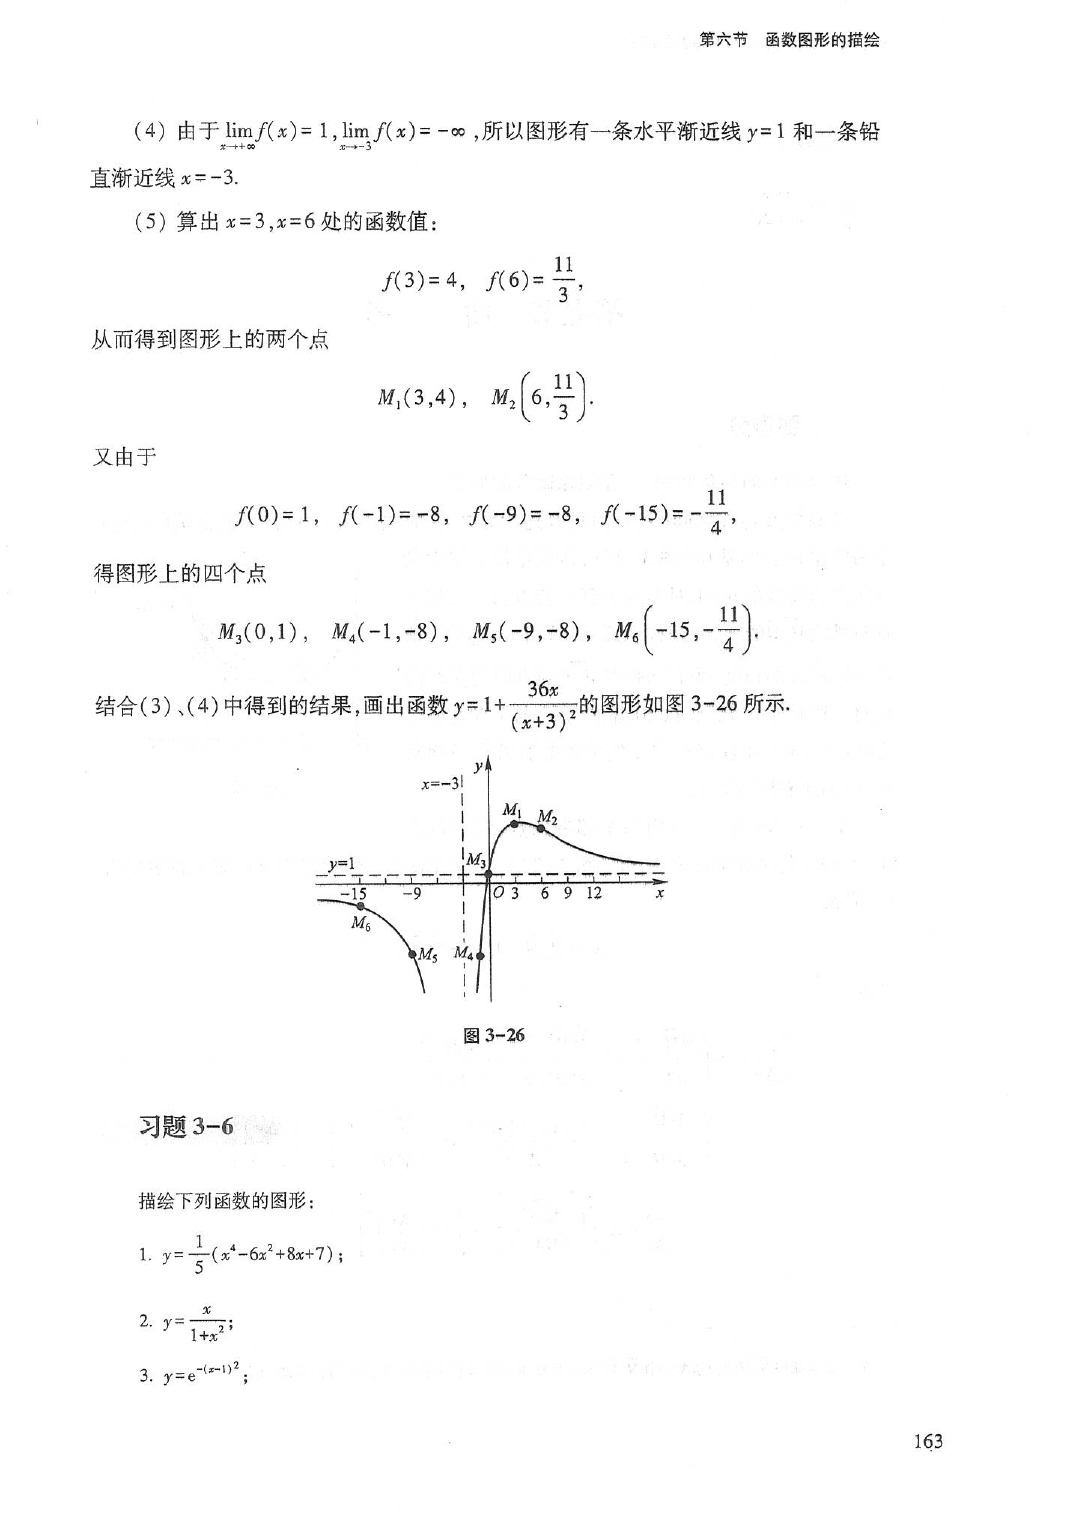 第六节 函数图形的描绘
(4) 由于 lim f(x)=1, lim f(x)=-∞,所以图形有一条水平渐近线 y=1 和一条铅
x→+∞ x→-3
直渐近线 x=-3.
(5) 算出 x=3,x=6 处的函数值:
f(3)=4, f(6)=11/3,
从而得到图形上的两个点
M₁(3,4), M₂(6,11/3).
又由于
f(0)=1, f(-1)=-8, f(-9)=-8, f(-15)=-11/4,
得图形上的四个点
M₃(0,1), M₄(-1,-8), M₅(-9,-8), M₆(-15,-11/4).
结合(3)、(4)中得到的结果,画出函数 y=1+36x/(x+3)²的图形如图 3-26 所示.
y
x=-3
M₁ M₂
y=1 M₃
-15 -9 O 3 6 9 12 x
M₆
M₅ M₄
图 3-26
习题 3-6
描绘下列函数的图形:
1. y=1/5(x⁴-6x²+8x+7);
2. y=x/(1+x²);
3. y=e^(-(x-1)²);
163